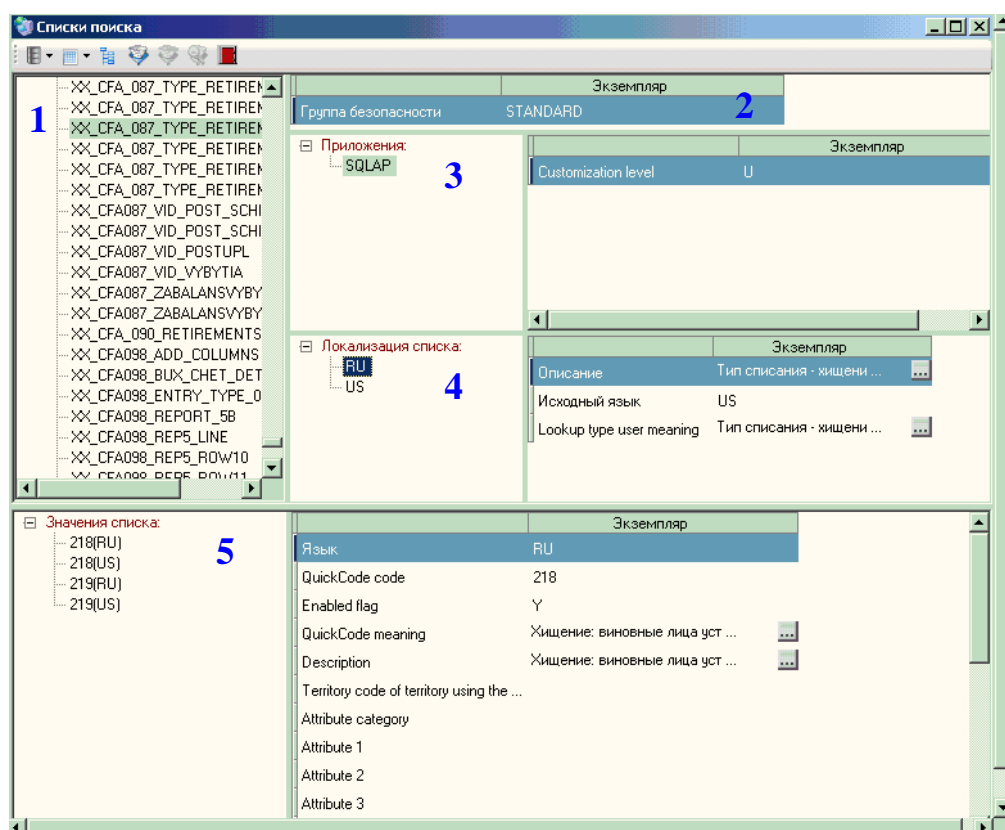 Списки поиска
1
XX_CFA_087_TYPE_RETIREM
XX_CFA_087_TYPE_RETIREM
XX_CFA_087_TYPE_RETIREM
XX_CFA_087_TYPE_RETIREM
XX_CFA_087_TYPE_RETIREM
XX_CFA_087_TYPE_RETIREM
XX_CFA087_VID_POST_SCHI
XX_CFA087_VID_POST_SCHI
XX_CFA087_VID_POSTUPL
XX_CFA087_VID_VYBYTIA
XX_CFA087_ZABALANSVYBY
XX_CFA087_ZABALANSVYBY
XX_CFA_090_RETIREMENTS
XX_CFA098_ADD_COLUMNS
XX_CFA098_BUX_CHET_DET
XX_CFA098_ENTRY_TYPE_0
XX_CFA098_REPORT_5B
XX_CFA098_REP5_LINE
XX_CFA098_REP5_ROW10
XX_CFA098_REP5_ROW11
Экземпляр
Группа безопасности STANDARD 2
Приложения:
SQLAP
3
Экземпляр
Customization level U
Локализация списка:
RU
US
4
Экземпляр
Описание Тип списания - хищени ... ...
Исходный язык US
Lookup type user meaning Тип списания - хищени ... ...
Значения списка:
218(RU)
218(US)
219(RU)
219(US)
5
Экземпляр
Язык RU
QuickCode code 218
Enabled flag Y
QuickCode meaning Хищение: виновные лица уст ... ...
Description Хищение: виновные лица уст ... ...
Territory code of territory using the ...
Attribute category
Attribute 1
Attribute 2
Attribute 3